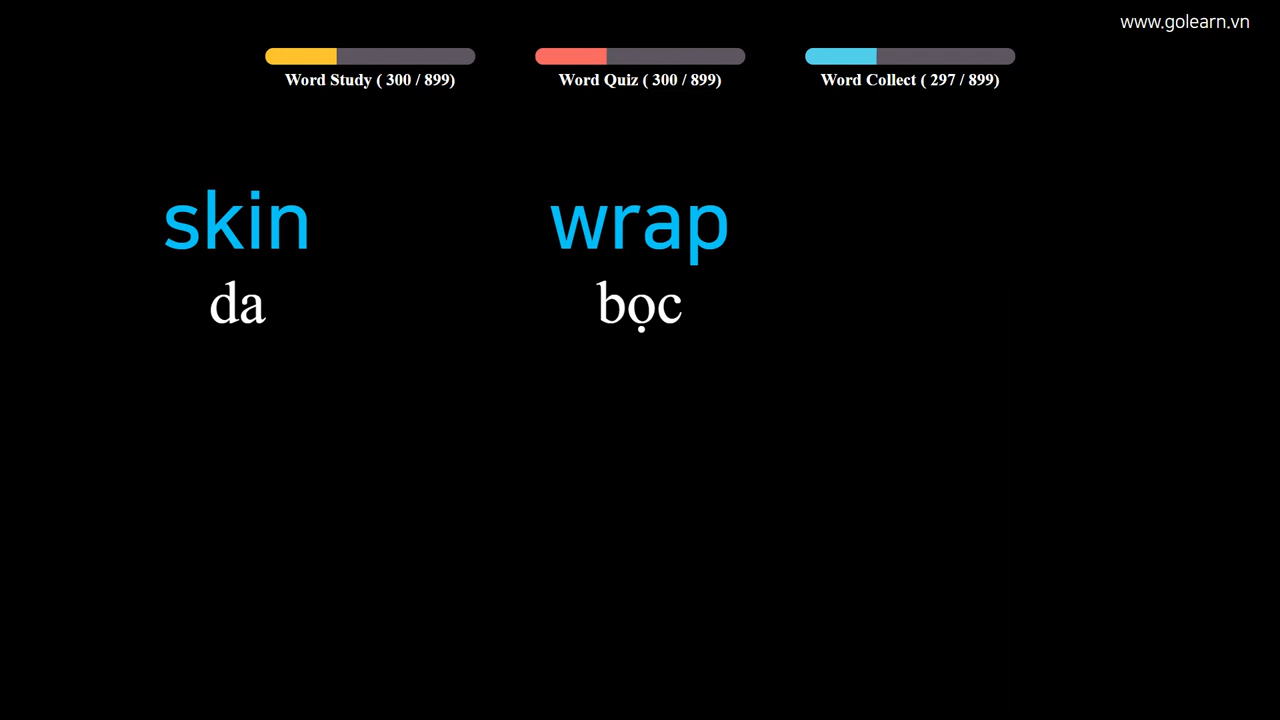 www.golearn.vn
Word Study ( 300 / 899) Word Quiz ( 300 / 899) Word Collect ( 297 / 899)
skin wrap
da bọc